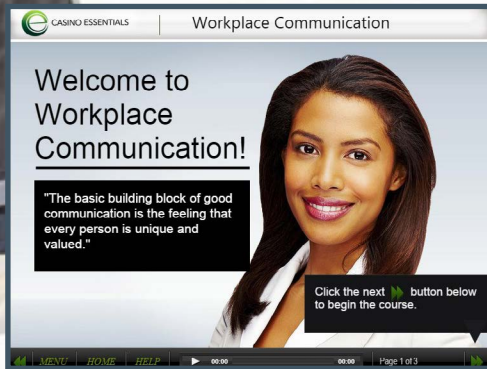 CASINO ESSENTIALS
Workplace Communication
Welcome to
Workplace
Communication!
"The basic building block of good
communication is the feeling that
every person is unique and
valued."
Click the next button below
to begin the course.
MENU HOME HELP 00:00 00:00 Page 1 of 3